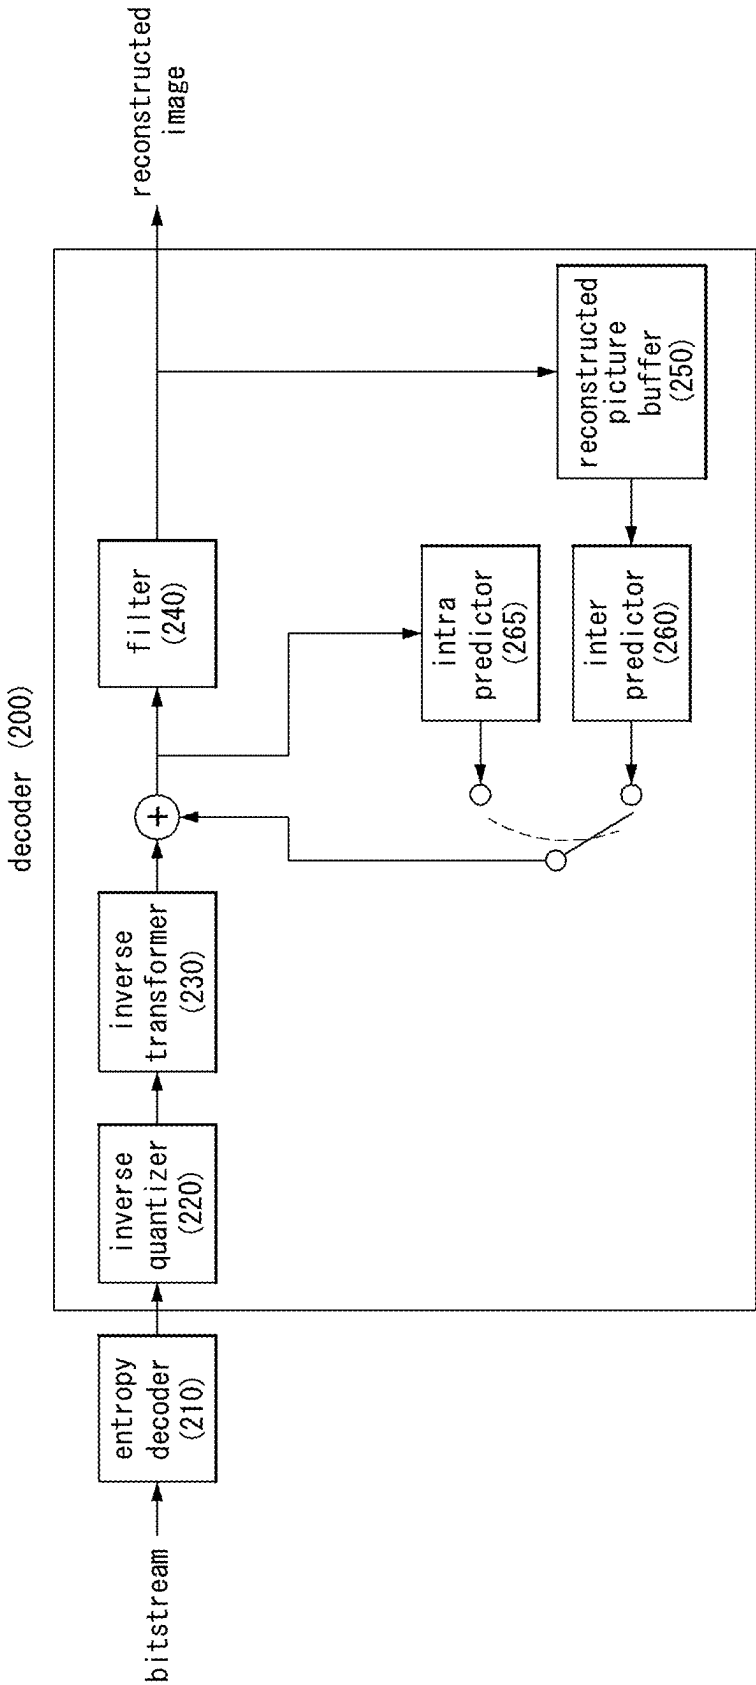 decoder (200)
bitstream
entropy
decoder
(210)
inverse
quantizer
(220)
inverse
transformer
(230)
+
filter
(240)
reconstructed
image
intra
predictor
(265)
inter
predictor
(260)
reconstructed
picture
buffer
(250)